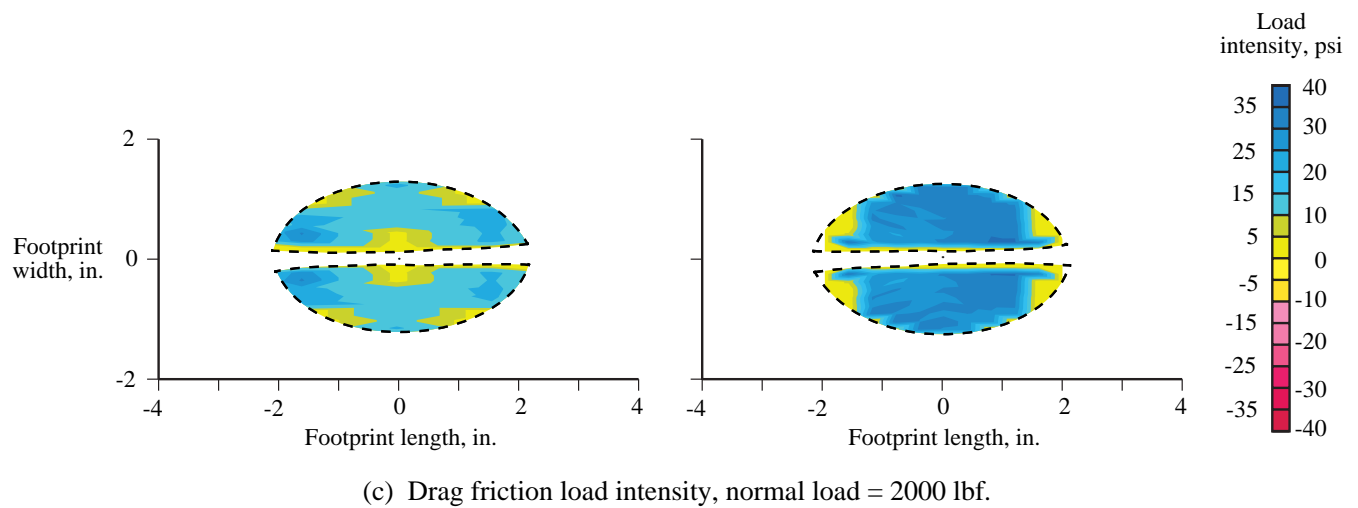 Load
intensity, psi
40
35
30
25
20
15
10
5
0
-5
-10
-15
-20
-25
-30
-35
-40
2
0
-2
Footprint
width, in.
-4 -2 0 2 4
Footprint length, in.
-4 -2 0 2 4
Footprint length, in.
(c) Drag friction load intensity, normal load = 2000 lbf.